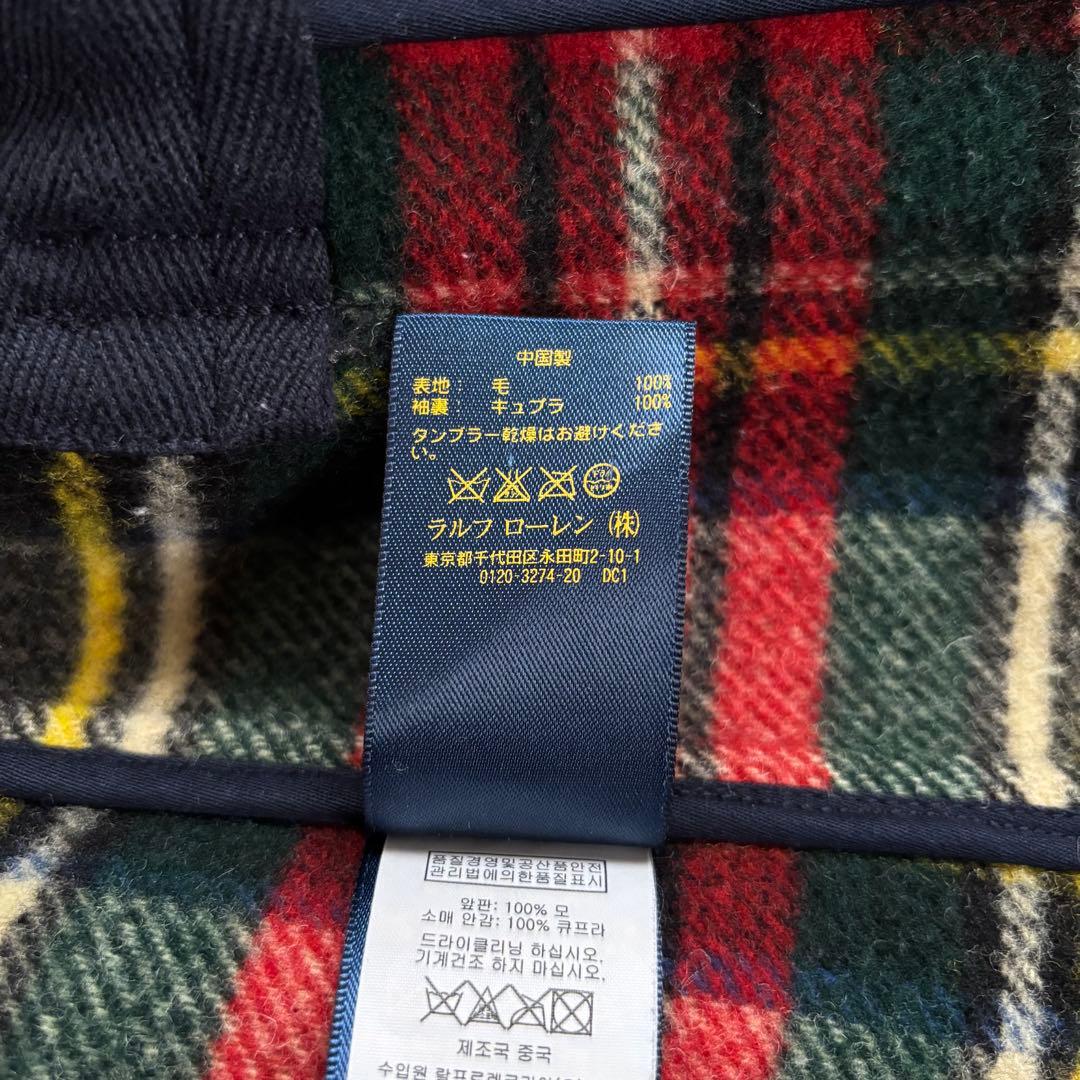 中国製
表地： 毛 100%
袖裏 キュプラ 100%
タンブラー乾燥はお避けくださ
い。
ラルフ ローレン (株)
東京都千代田区永田町2-10-1
0120-3274-20 DC1
품질경영및공산품안전
관리법에의한품질표시
앞판: 100% 모
소매 안감: 100% 큐프라
드라이클리닝 하십시오.
기계건조 하지 마십시오.
제조국 중국
수입원